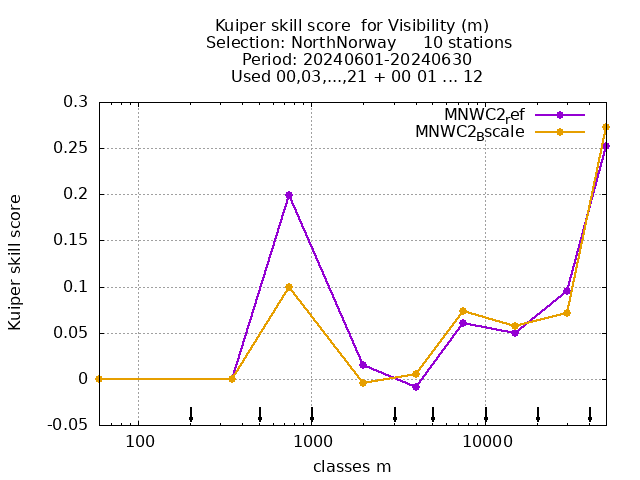 Kuiper skill score  for Visibility (m)
Selection: NorthNorway     10 stations
Period: 20240601-20240630
Used 00,03,...,21 + 00 01 ... 12
MNWC2ref
MNWC2Bscale
0.3
0.25
0.2
0.15
0.1
0.05
0
-0.05
Kuiper skill score
100
1000
10000
classes m